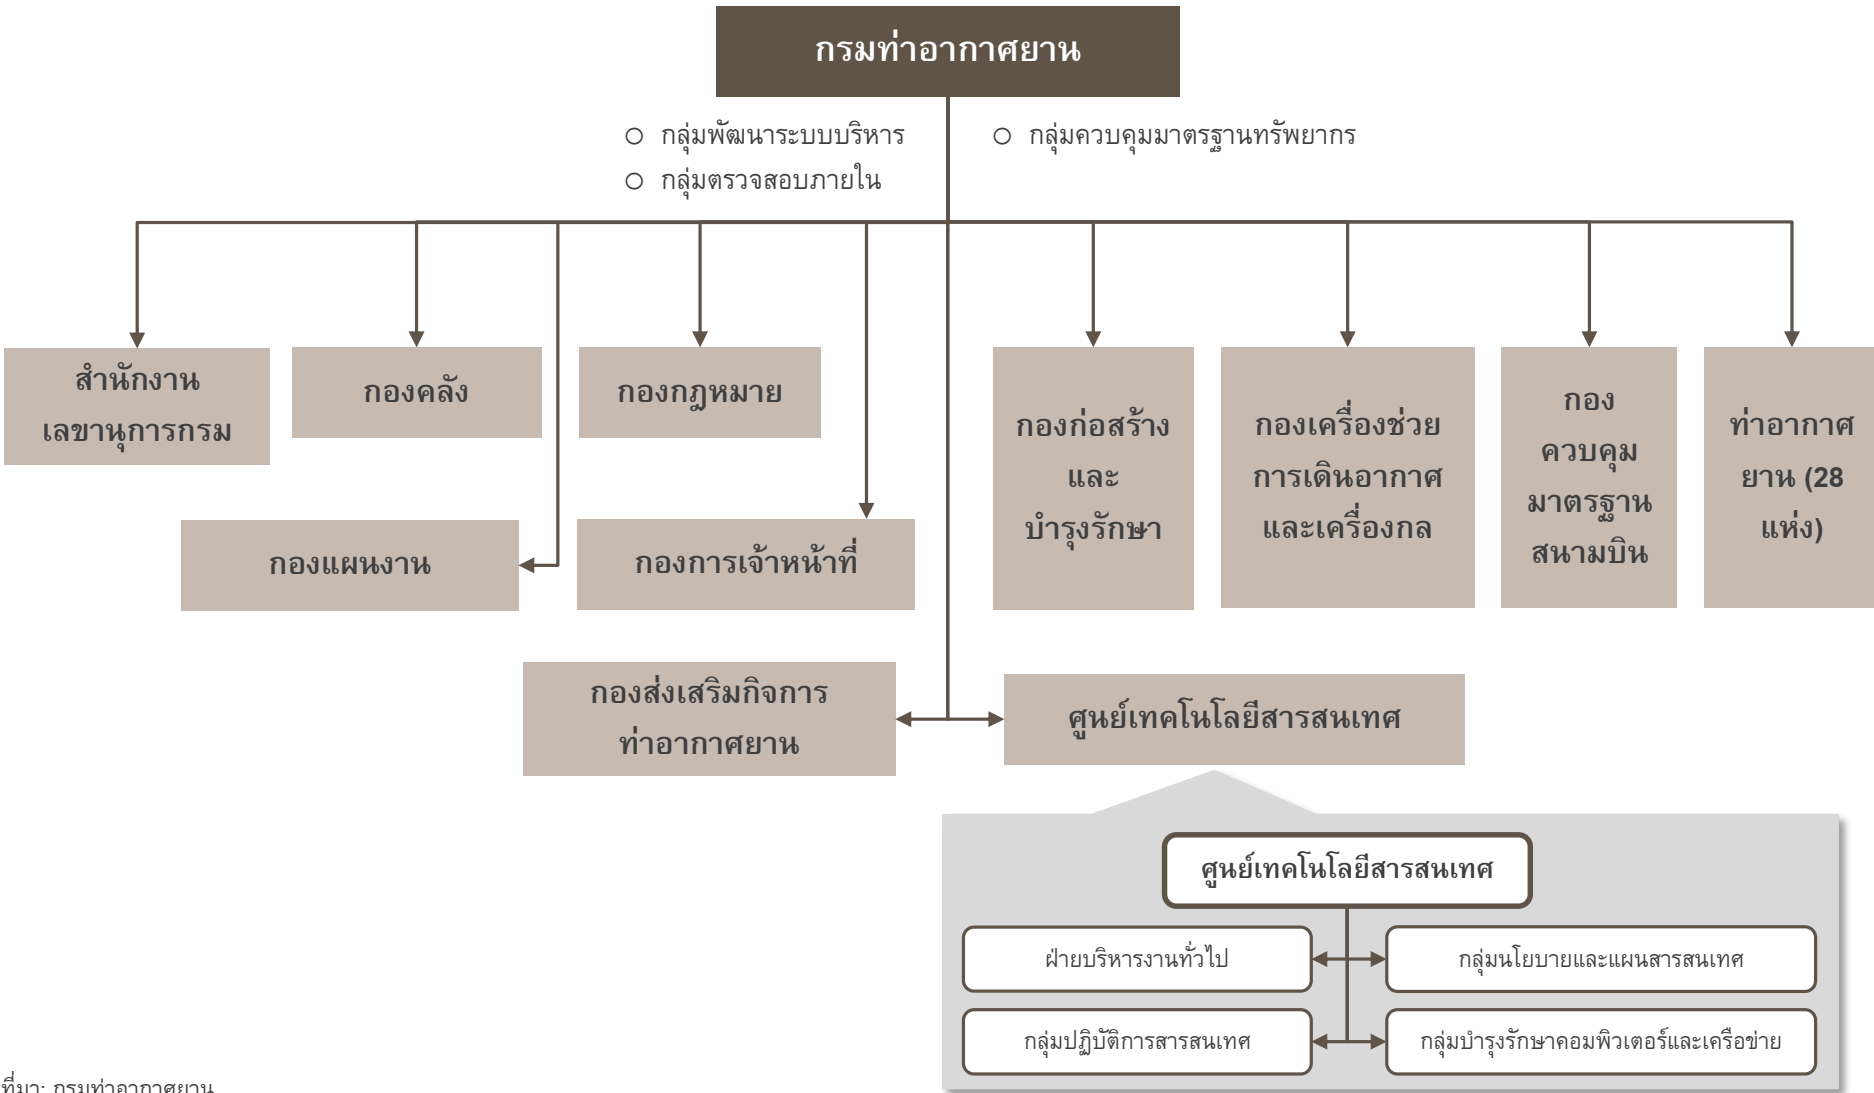 กรมท่าอากาศยาน
กลุ่มพัฒนาระบบบริหาร
กลุ่มตรวจสอบภายใน
กลุ่มควบคุมมาตรฐานทรัพยากร
สำนักงาน
เลขานุการกรม
กองคลัง
กองกฎหมาย
กองก่อสร้าง
และ
บำรุงรักษา
กองเครื่องช่วย
การเดินอากาศ
และเครื่องกล
กอง
ควบคุม
มาตรฐาน
สนามบิน
ท่าอากาศ
ยาน (28
แห่ง)
กองแผนงาน
กองการเจ้าหน้าที่
กองส่งเสริมกิจการ
ท่าอากาศยาน
ศูนย์เทคโนโลยีสารสนเทศ
ศูนย์เทคโนโลยีสารสนเทศ
ฝ่ายบริหารงานทั่วไป
กลุ่มนโยบายและแผนสารสนเทศ
กลุ่มปฏิบัติการสารสนเทศ
กลุ่มบำรุงรักษาคอมพิวเตอร์และเครือข่าย
ที่มา: กรมท่าอากาศยาน